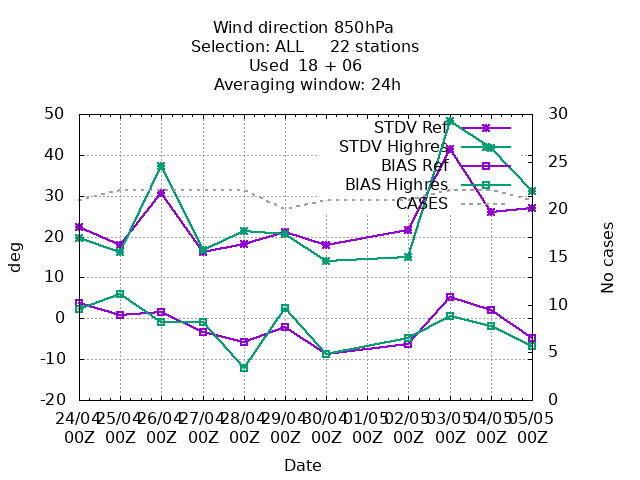 Wind direction 850hPa
Selection: ALL     22 stations
Used  18 + 06
Averaging window: 24h
50 40 30 20 10 0 -10 -20
deg
30 25 20 15 10 5 0
No cases
STDV Ref
STDV Highres
BIAS Ref
BIAS Highres
CASES
24/04 25/04 26/04 27/04 28/04 29/04 30/04 01/05 02/05 03/05 04/05 05/05
00Z 00Z 00Z 00Z 00Z 00Z 00Z 00Z 00Z 00Z 00Z 00Z
Date